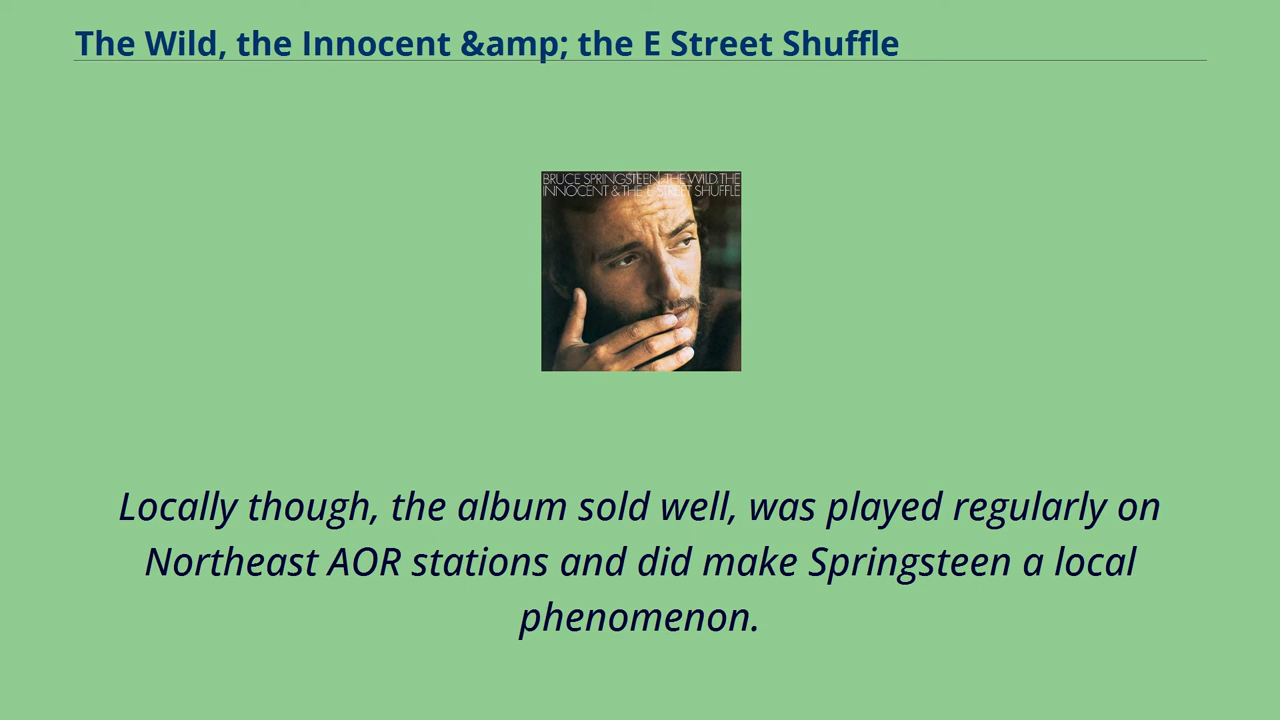 The Wild, the Innocent &amp; the E Street Shuffle
BRUCE SPRINGSTEEN, THE WILD, THE
INNOCENT & THE E STREET SHUFFLE
Locally though, the album sold well, was played regularly on
Northeast AOR stations and did make Springsteen a local
phenomenon.